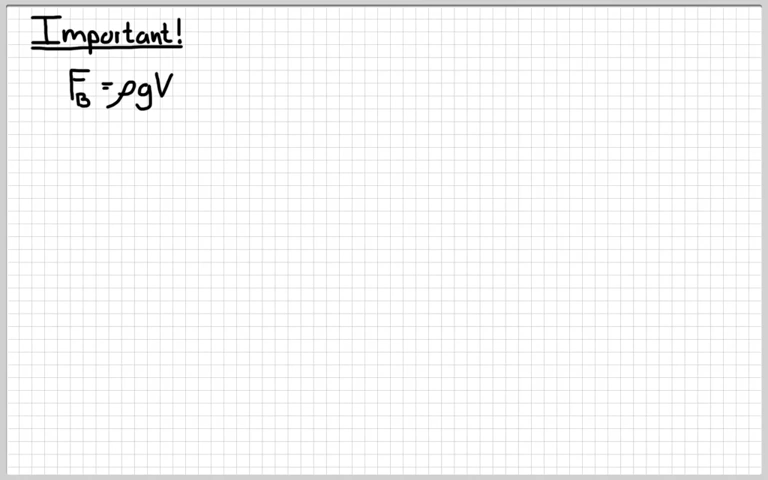 Important!
F_B = ρgV